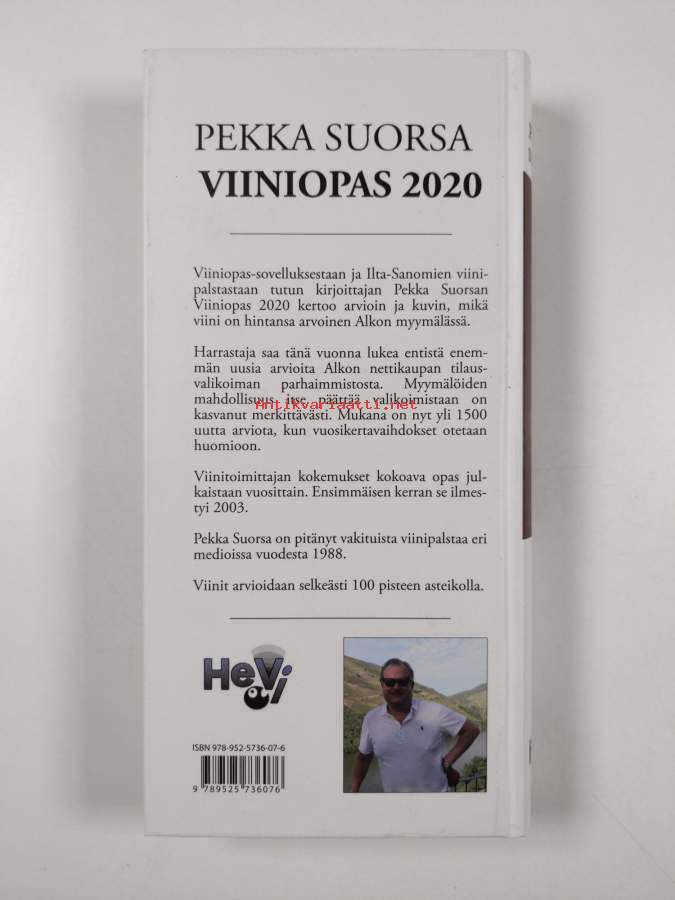 PEKKA SUORSA
VIINIOPAS 2020
Viiniopas-sovelluksestaan ja Ilta-Sanomien viini-
palstastaan tutun kirjoittajan Pekka Suorsan
Viiniopas 2020 kertoo arvioin ja kuvin, mikä
viini on hintansa arvoinen Alkon myymälässä.
Harrastaja saa tänä vuonna lukea entistä enem-
män uusia arvioita Alkon nettikaupan tilaus-
valikoiman parhaimmistosta. Myymälöiden
mahdollisuus itse päättää valikoimistaan on
Antikvariaatti.net
kasvanut merkittävästi. Mukana on nyt yli 1500
uutta arviota, kun vuosikertavaihdokset otetaan
huomioon.
Viinitoimittajan kokemukset kokoava opas jul-
kaistaan vuosittain. Ensimmäisen kerran se ilmes-
tyi 2003.
Pekka Suorsa on pitänyt vakituista viinipalstaa eri
medioissa vuodesta 1988.
Viinit arvioidaan selkeästi 100 pisteen asteikolla.
HeVi
ISBN 978-952-5736-07-6
9 789525 736076